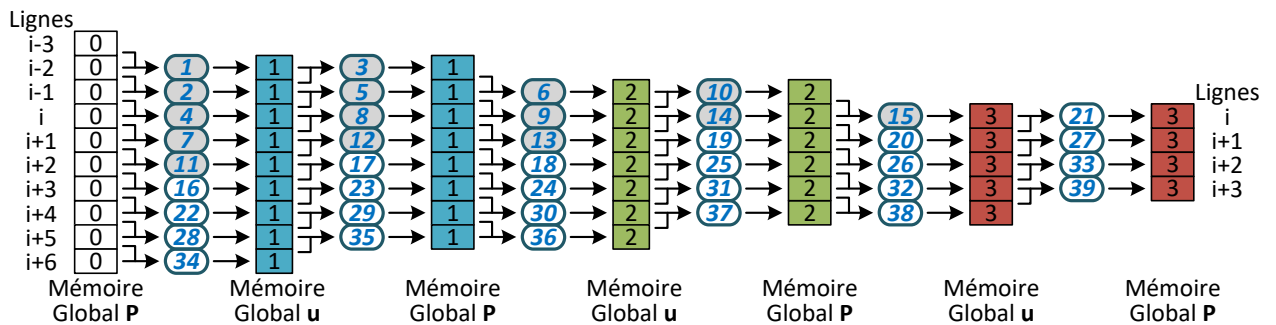 Lignes
i-3 0
i-2 0 1 1 3 1
i-1 0 2 1 5 1 6 2 10 2 Lignes
i 0 4 1 8 1 9 2 14 2 15 3 21 3 i
i+1 0 7 1 12 1 13 2 19 2 20 3 27 3 i+1
i+2 0 11 1 17 1 18 2 25 2 26 3 33 3 i+2
i+3 0 16 1 23 1 24 2 31 2 32 3 39 3 i+3
i+4 0 22 1 29 1 30 2 37 2 38 3
i+5 0 28 1 35 1 36 2
i+6 0 34 1
Mémoire Mémoire Mémoire Mémoire Mémoire Mémoire Mémoire
Global P Global u Global P Global u Global P Global u Global P